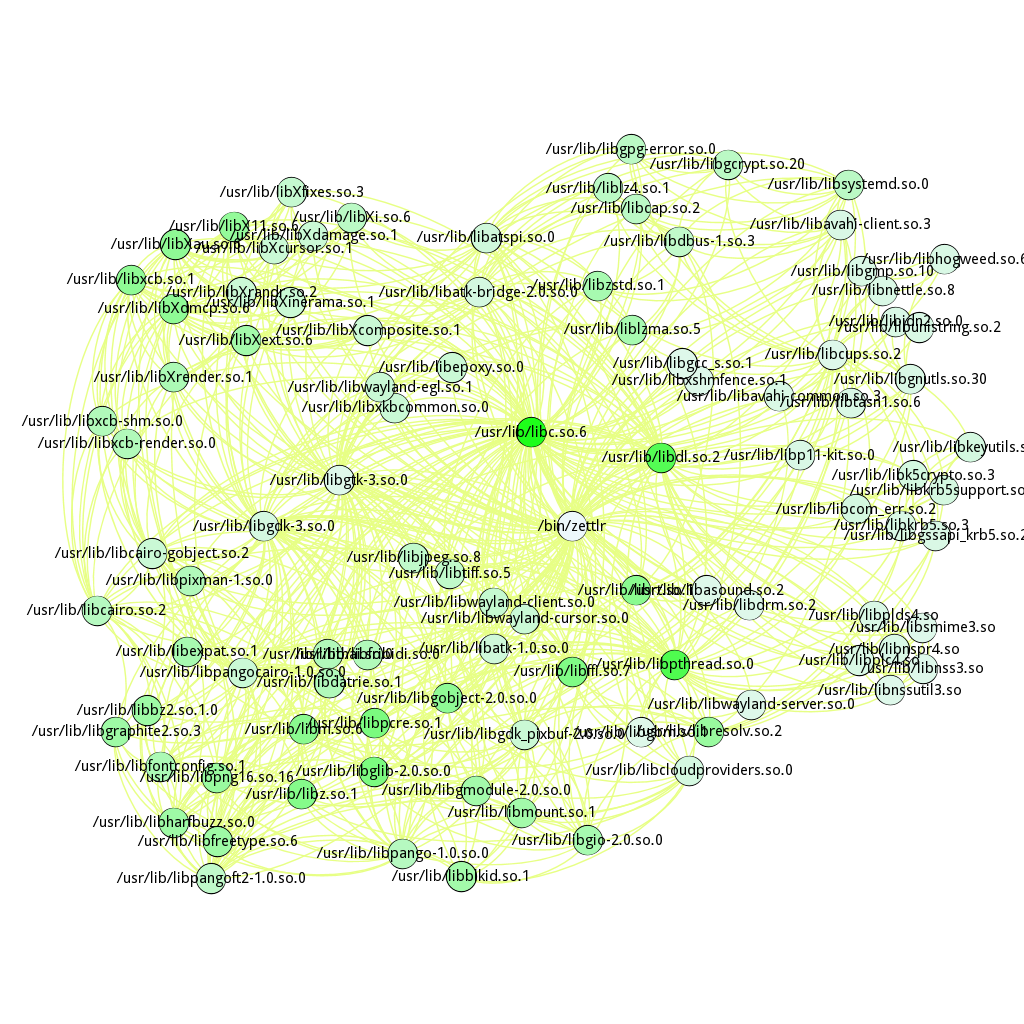 /usr/lib/libgpg-error.so.0
/usr/lib/libgcrypt.so.20
/usr/lib/liblz4.so.1
/usr/lib/libsystemd.so.0
/usr/lib/libXfixes.so.3
/usr/lib/libcap.so.2
/usr/lib/libXi.so.6
/usr/lib/libavahi-client.so.3
/usr/lib/libX11.so.6
/usr/lib/libXdamage.so.1
/usr/lib/libatspi.so.0
/usr/lib/libdbus-1.so.3
/usr/lib/libXau.so.6
/usr/lib/libXcursor.so.1
/usr/lib/libhogweed.so.6
/usr/lib/libgmp.so.10
/usr/lib/libxcb.so.1
/usr/lib/libzstd.so.1
/usr/lib/libXrandr.so.2
/usr/lib/libatk-bridge-2.0.so.0
/usr/lib/libnettle.so.8
/usr/lib/libXinerama.so.1
/usr/lib/libXdmcp.so.6
/usr/lib/libidn2.so.0
/usr/lib/libunistring.so.2
/usr/lib/libXcomposite.so.1
/usr/lib/liblzma.so.5
/usr/lib/libXext.so.6
/usr/lib/libcups.so.2
/usr/lib/libgcc_s.so.1
/usr/lib/libepoxy.so.0
/usr/lib/libXrender.so.1
/usr/lib/libxshmfence.so.1
/usr/lib/libgnutls.so.30
/usr/lib/libwayland-egl.so.1
/usr/lib/libavahi-common.so.3
/usr/lib/libtasn1.so.6
/usr/lib/libxkbcommon.so.0
/usr/lib/libxcb-shm.so.0
/usr/lib/libc.so.6
/usr/lib/libxcb-render.so.0
/usr/lib/libkeyutils.so.
/usr/lib/libdl.so.2
/usr/lib/libp11-kit.so.0
/usr/lib/libk5crypto.so.3
/usr/lib/libgtk-3.so.0
/usr/lib/libkrb5support.so
/usr/lib/libcom_err.so.2
/usr/lib/libgdk-3.so.0
/bin/zettlr
/usr/lib/libkrb5.so.3
/usr/lib/libgssapi_krb5.so.2
/usr/lib/libcairo-gobject.so.2
/usr/lib/libjpeg.so.8
/usr/lib/libtiff.so.5
/usr/lib/libpixman-1.so.0
/usr/lib/libasound.so.2
/usr/lib/libwayland-client.so.0
/usr/lib/libdrm.so.2
/usr/lib/libcairo.so.2
/usr/lib/libplds4.so
/usr/lib/libwayland-cursor.so.0
/usr/lib/libsmime3.so
/usr/lib/libatk-1.0.so.0
/usr/lib/libnspr4.so
/usr/lib/libexpat.so.1
/usr/lib/libplc4.so
/usr/lib/libpthread.so.0
/usr/lib/libnss3.so
/usr/lib/libpangocairo-1.0.so.0
/usr/lib/libffi.so.7
/usr/lib/libdatrie.so.1
/usr/lib/libnssutil3.so
/usr/lib/libgobject-2.0.so.0
/usr/lib/libwayland-server.so.0
/usr/lib/libbz2.so.1.0
/usr/lib/libpcre.so.1
/usr/lib/libm.so.6
/usr/lib/libgraphite2.so.3
/usr/lib/libresolv.so.2
/usr/lib/libgdk_pixbuf-2.0.so.0
/usr/lib/libfontconfig.so.1
/usr/lib/libglib-2.0.so.0
/usr/lib/libcloudproviders.so.0
/usr/lib/libpng16.so.16
/usr/lib/libgmodule-2.0.so.0
/usr/lib/libz.so.1
/usr/lib/libmount.so.1
/usr/lib/libharfbuzz.so.0
/usr/lib/libfreetype.so.6
/usr/lib/libgio-2.0.so.0
/usr/lib/libpango-1.0.so.0
/usr/lib/libpangoft2-1.0.so.0
/usr/lib/libblkid.so.1